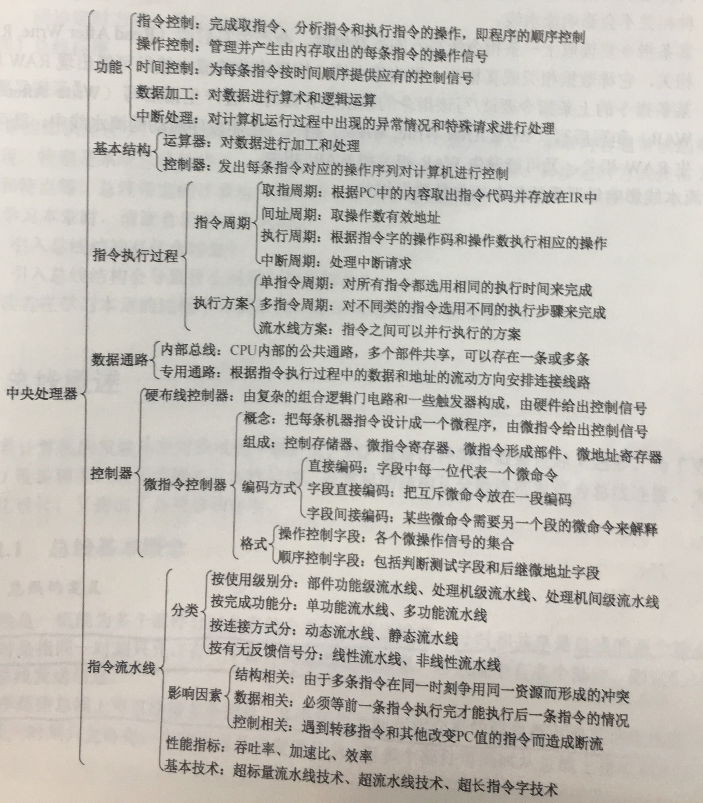 指令控制：完成取指令、分析指令和执行指令的操作，即程序的顺序控制
操作控制：管理并产生由内存取出的每条指令的操作信号
功能
时间控制：为每条指令按时间顺序提供应有的控制信号
数据加工：对数据进行算术和逻辑运算
中断处理：对计算机运行过程中出现的异常情况和特殊请求进行处理
基本结构
运算器：对数据进行加工和处理
控制器：发出每条指令对应的操作序列对计算机进行控制
取指周期：根据PC中的内容取出指令代码并存放在IR中
指令周期
间址周期：取操作数有效地址
执行周期：根据指令字的操作码和操作数执行相应的操作
中断周期：处理中断请求
指令执行过程
单指令周期：对所有指令都选用相同的执行时间来完成
执行方案
多指令周期：对不同类的指令选用不同的执行步骤来完成
流水线方案：指令之间可以并行执行的方案
数据通路
内部总线：CPU内部的公共通路，多个部件共享，可以存在一条或多条
专用通路：根据指令执行过程中的数据和地址的流动方向安排连接线路
中央处理器
硬布线控制器：由复杂的组合逻辑门电路和一些触发器构成，由硬件给出控制信号
概念：把每条机器指令设计成一个微程序，由微指令给出控制信号
组成：控制存储器、微指令寄存器、微指令形成部件、微地址寄存器
控制器
微指令控制器
编码方式
直接编码：字段中每一位代表一个微命令
字段直接编码：把互斥微命令放在一段编码
字段间接编码：某些微命令需要另一个段的微命令来解释
格式
操作控制字段：各个微操作信号的集合
顺序控制字段：包括判断测试字段和后继微地址字段
分类
按使用级别分：部件功能级流水线、处理机级流水线、处理机间级流水线
按完成功能分：单功能流水线、多功能流水线
按连接方式分：动态流水线、静态流水线
按有无反馈信号分：线性流水线、非线性流水线
指令流水线
影响因素
结构相关：由于多条指令在同一时刻争用同一资源而形成的冲突
数据相关：必须等前一条指令执行完才能执行后一条指令的情况
控制相关：遇到转移指令和其他改变PC值的指令而造成断流
性能指标：吞吐率、加速比、效率
基本技术：超标量流水线技术、超流水线技术、超长指令字技术